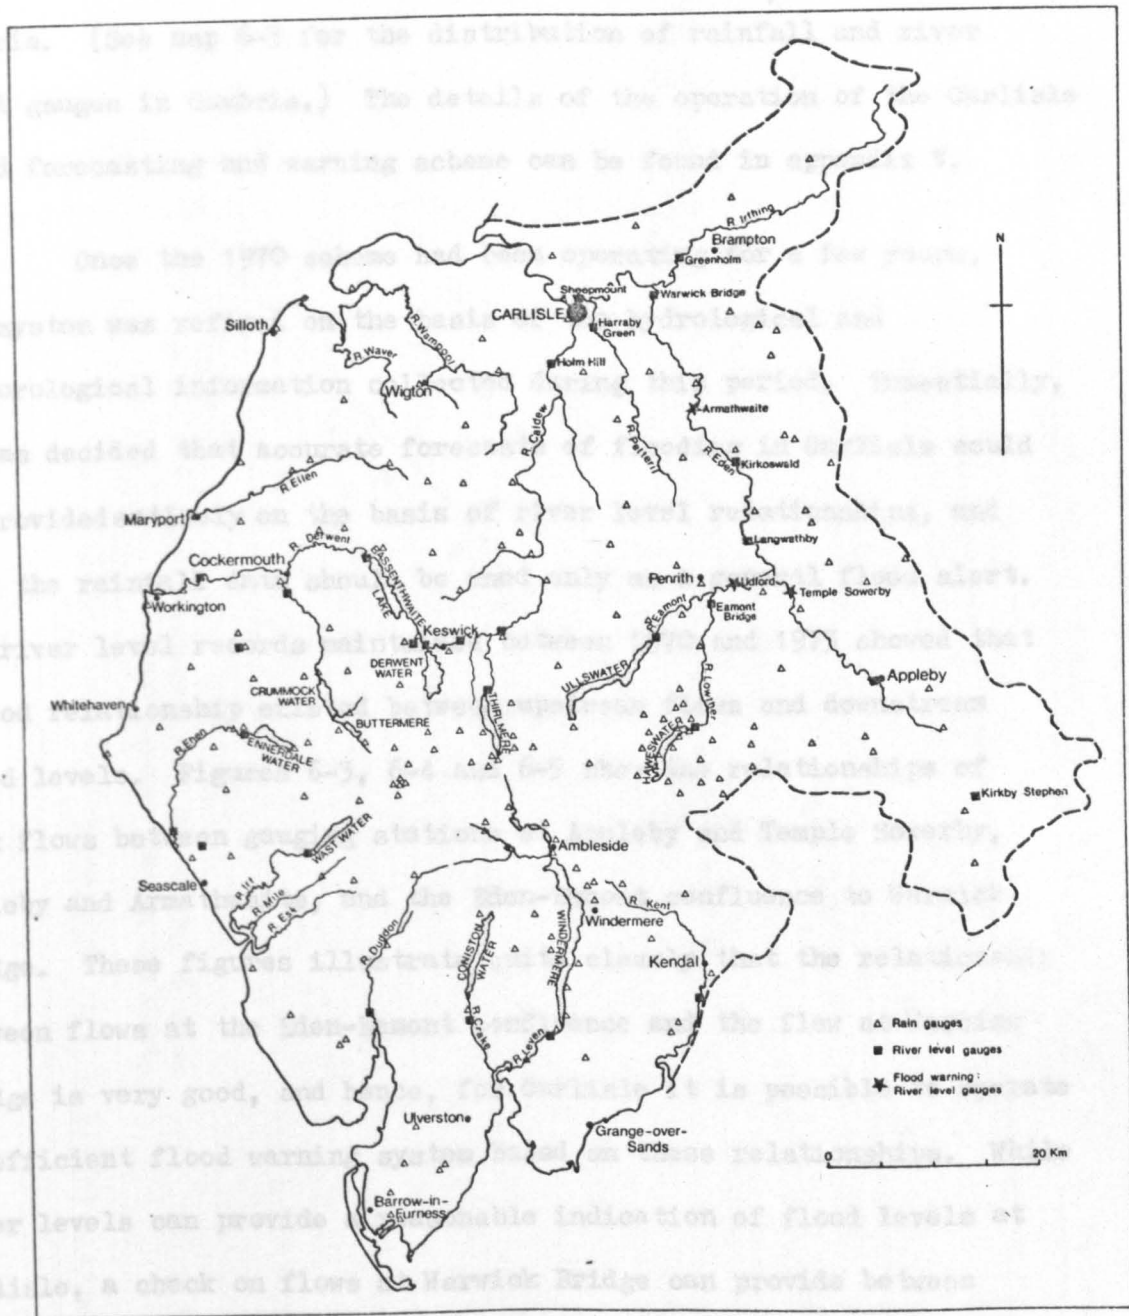 (See map 6-3 for the distribution of rainfall and river
gauges in Cumbria.) The details of the operation of the Carlisle
forecasting and warning scheme can be found in appendix V.
Once the 1970 scheme had been operating for a few years,
system was refined on the basis of the hydrological and
information collected during this period. Essentially,
decided that accurate forecasts of flooding in Carlisle could
entirely on the basis of river level relationships, and
the rainfall data should be used only as a general flood alert.
river level records maintained between 1970 and 1975 showed that
relationship existed between upstream flows and downstream
levels. Figures 6-3, 6-4 and 6-5 show the relationships of
flows between gauging stations at Appleby and Temple Sowerby,
and Armathwaite, and the Eden-Eamont confluence to Warwick
These figures illustrate quite clearly that the relationship
flows at the Eden-Eamont confluence and the flow at Warwick
is very good, and hence, for Carlisle it is possible to operate
efficient flood warning system based on these relationships. While
levels can provide a reasonable indication of flood levels at
a check on flows at Warwick Bridge can provide between
R. Irthing
Brampton
Greenholm
N
Sheepmount
Warwick Bridge
CARLISLE
Harraby
Green
Silloth
R. Wampool
R. Waver
Wigton
Holm Hill
R. Caldew
R. Petteril
Armathwaite
R. Eden
Kirkoswald
R. Ellen
Maryport
Langwathby
Cockermouth
R. Derwent
BASSENTHWAITE
LAKE
Penrith
Udford
Temple Sowerby
Workington
R. Eamont
Eamont
Bridge
Keswick
DERWENT
WATER
ULLSWATER
R. Lowther
Appleby
CRUMMOCK
WATER
Whitehaven
BUTTERMERE
THIRLMERE
HAWESWATER
R. Ehen
ENNERDALE
WATER
Kirkby Stephen
WASTWATER
Ambleside
Seascale
R. Irt
R. Mite
R. Esk
R. Duddon
CONISTON
WATER
WINDERMERE
Windermere
R. Kent
Kendal
R. Crake
R. Leven
Rain gauges
River level gauges
Flood warning:
River level gauges
Ulverston
Grange-over-
Sands
0
20 Km
Barrow-in-
Furness